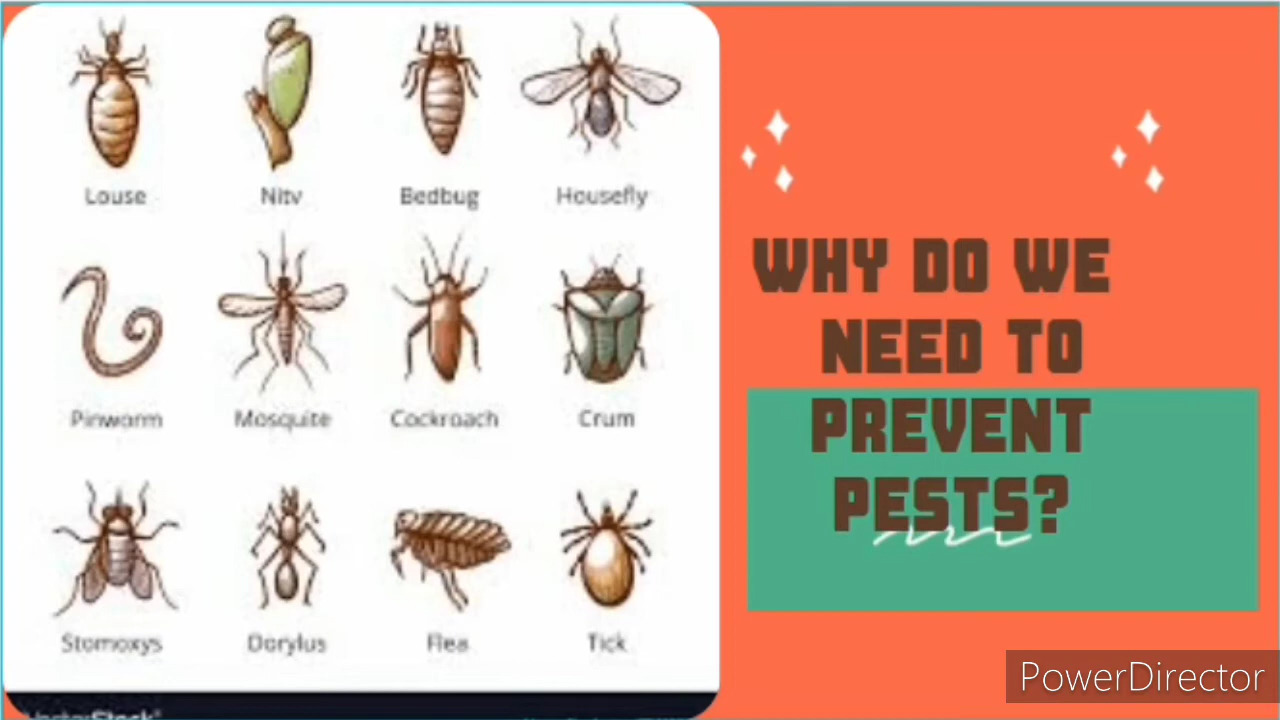 Louse
Nitv
Bedbug
Housefly
Pinworm
Mosquite
Cockroach
Crum
Stomoxys
Dorylus
Flea
Tick
WHY DO WE
NEED TO
PREVENT
PESTS?
PowerDirector
VectorStock®